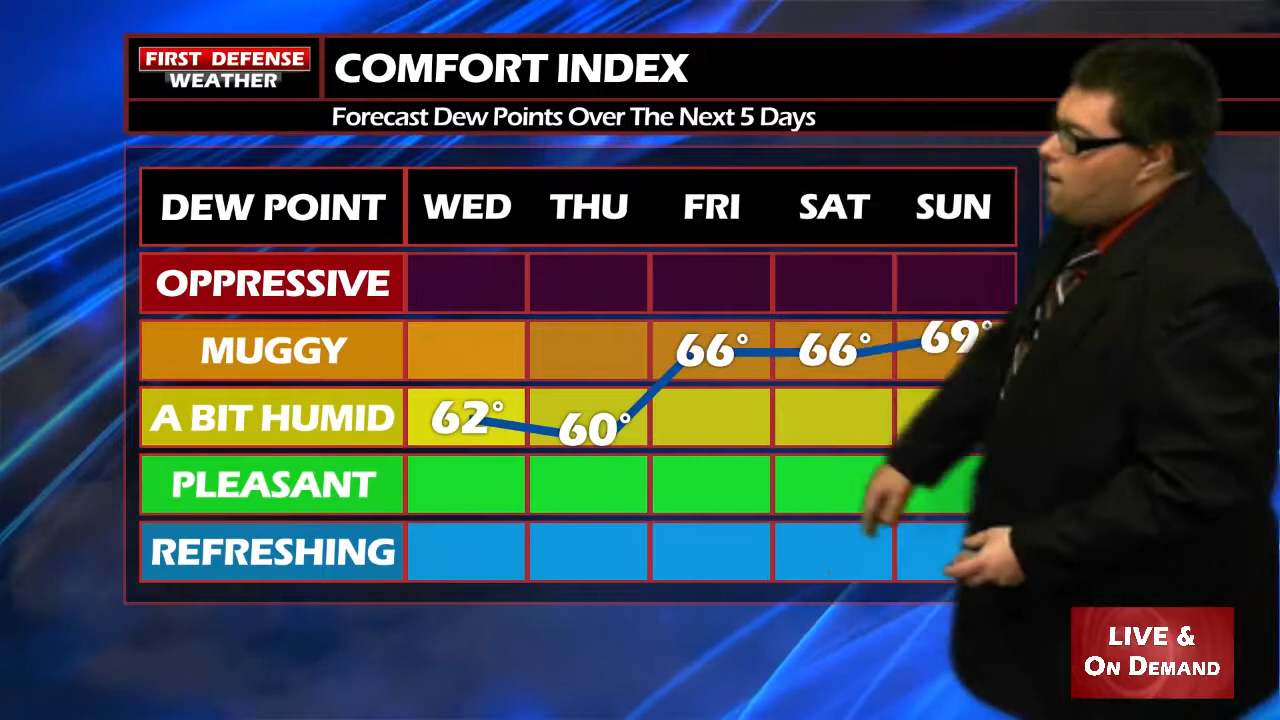 FIRST DEFENSE
WEATHER
COMFORT INDEX
Forecast Dew Points Over The Next 5 Days
DEW POINT WED THU FRI SAT SUN
OPPRESSIVE
MUGGY 66° 66° 69°
A BIT HUMID 62° 60°
PLEASANT
REFRESHING
LIVE &
ON DEMAND